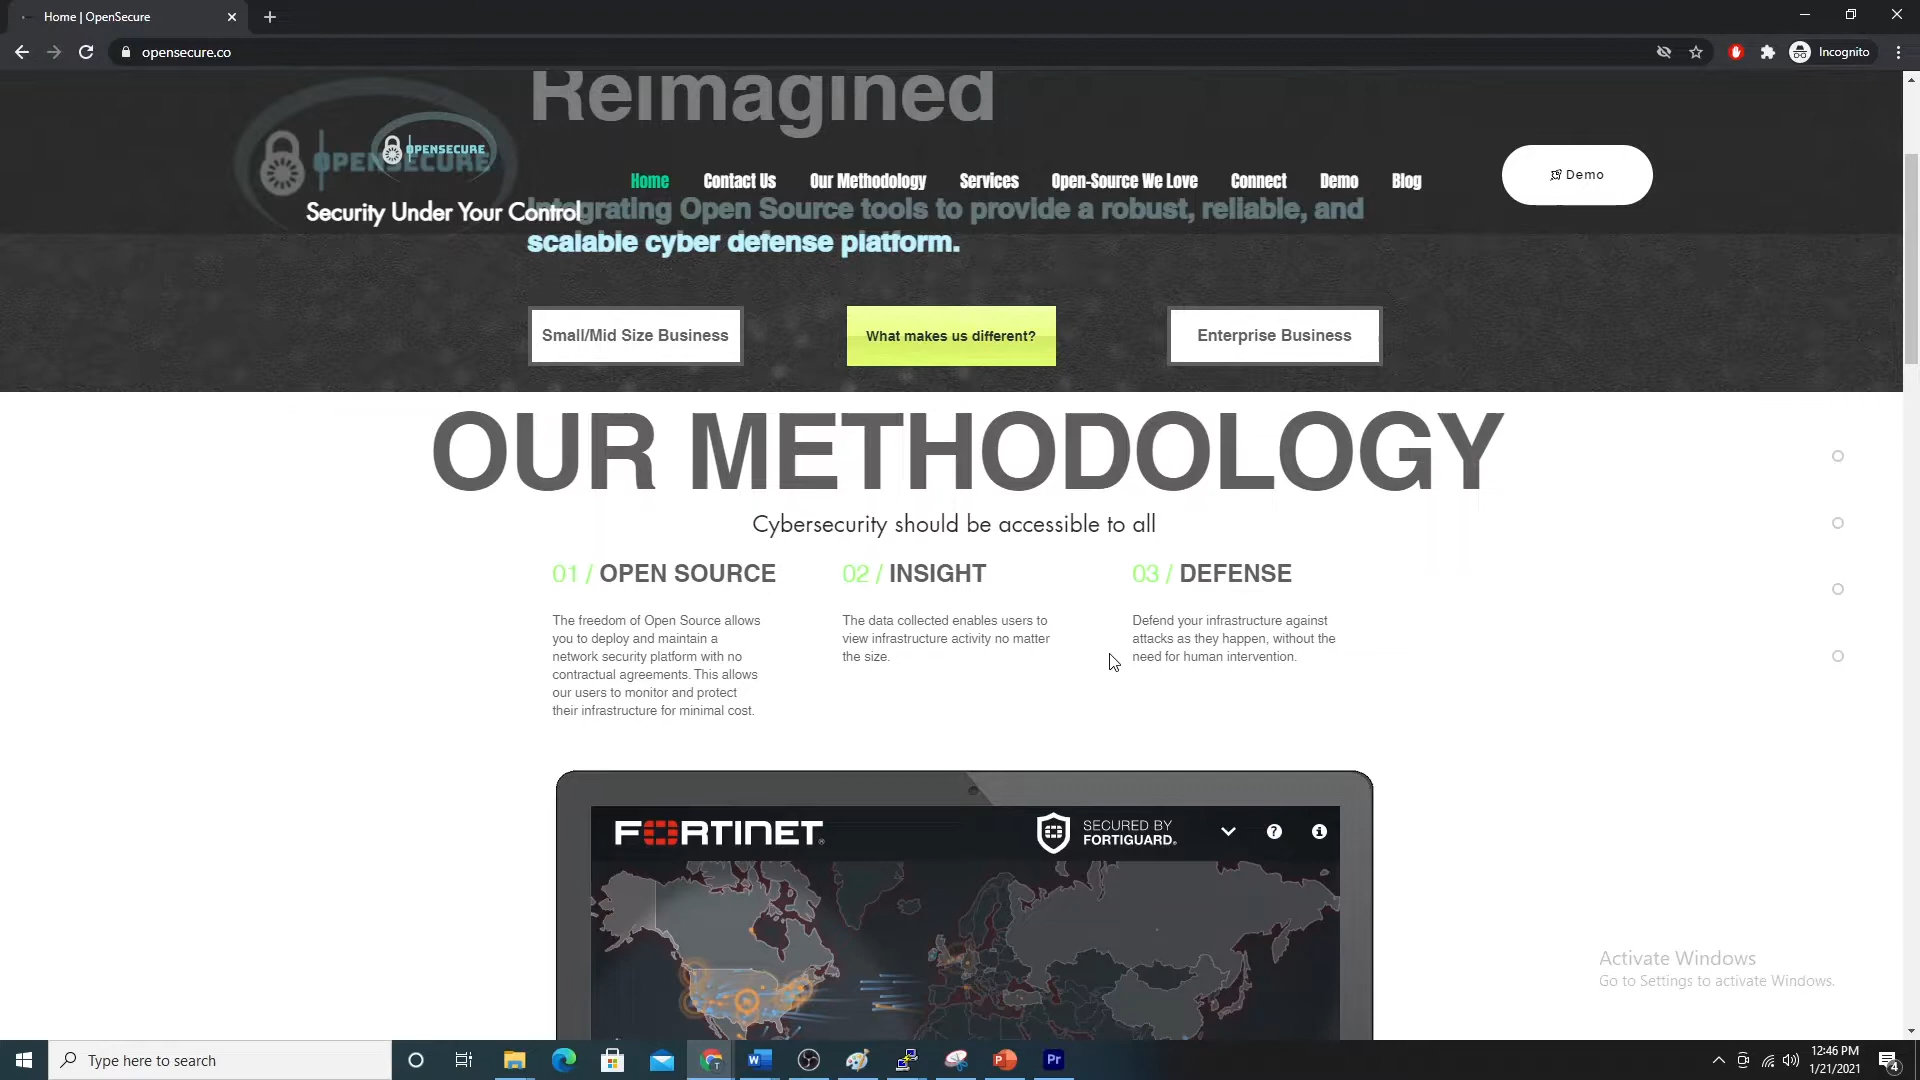 Home | OpenSecure
opensecure.co
Incognito
Reimagined
OPENSECURE
OPENSECURE
Security Under Your Control
Home
Contact Us
Our Methodology
Services
Open-Source We Love
Connect
Demo
Blog
Demo
Integrating Open Source tools to provide a robust, reliable, and
scalable cyber defense platform.
Small/Mid Size Business
What makes us different?
Enterprise Business
OUR METHODOLOGY
Cybersecurity should be accessible to all
01 / OPEN SOURCE
The freedom of Open Source allows
you to deploy and maintain a
network security platform with no
contractual agreements. This allows
our users to monitor and protect
their infrastructure for minimal cost.
02 / INSIGHT
The data collected enables users to
view infrastructure activity no matter
the size.
03 / DEFENSE
Defend your infrastructure against
attacks as they happen, without the
need for human intervention.
FORTINET
SECURED BY
FORTIGUARD
Activate Windows
Go to Settings to activate Windows.
Type here to search
12:46 PM
1/21/2021
4